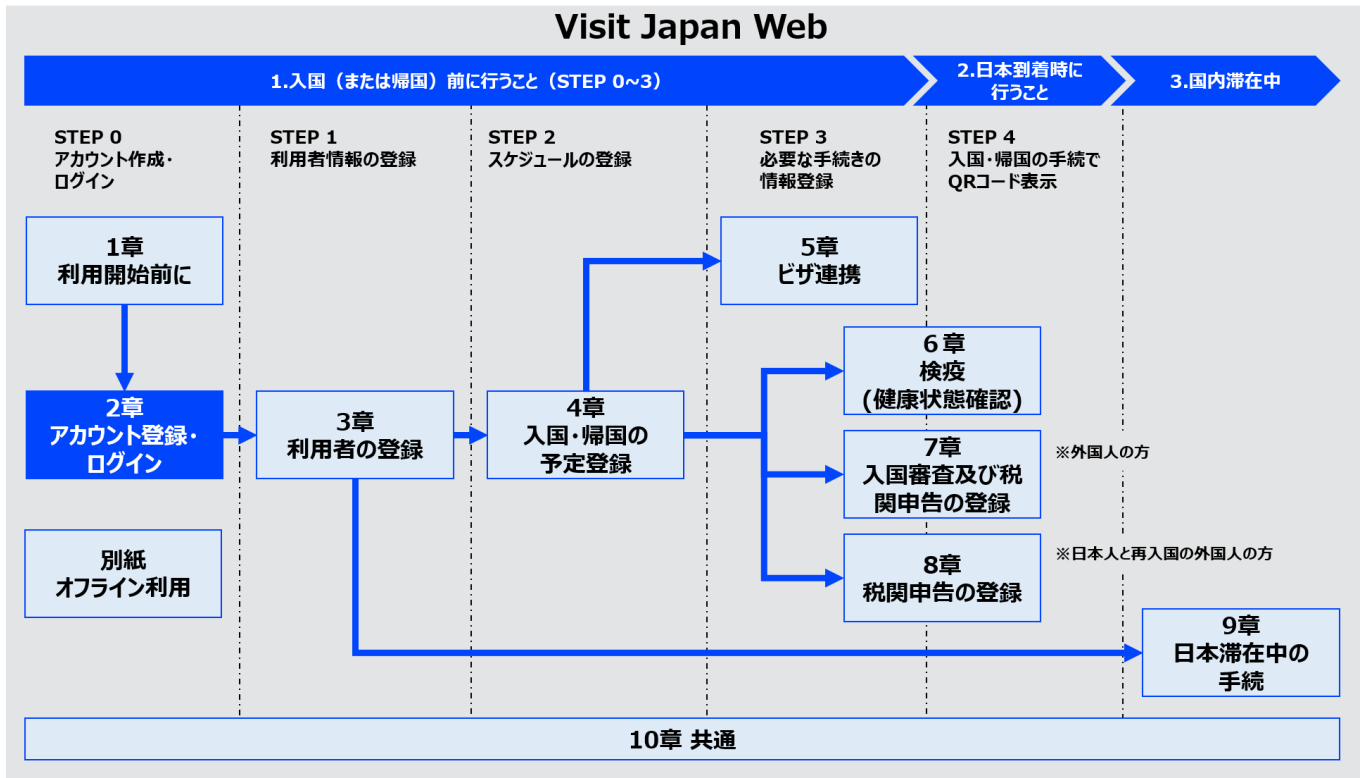 Visit Japan Web
1.入国（または帰国）前に行うこと（STEP 0~3）
2.日本到着時に
行うこと
3.国内滞在中
STEP 0
アカウント作成・
ログイン
STEP 1
利用者情報の登録
STEP 2
スケジュールの登録
STEP 3
必要な手続きの
情報登録
STEP 4
入国・帰国の手続で
QRコード表示
1章
利用開始前に
5章
ビザ連携
2章
アカウント登録・
ログイン
3章
利用者の登録
4章
入国・帰国の
予定登録
６章
検疫
(健康状態確認)
7章
入国審査及び税
関申告の登録
※外国人の方
8章
税関申告の登録
※日本人と再入国の外国人の方
別紙
オフライン利用
9章
日本滞在中の
手続
10章 共通